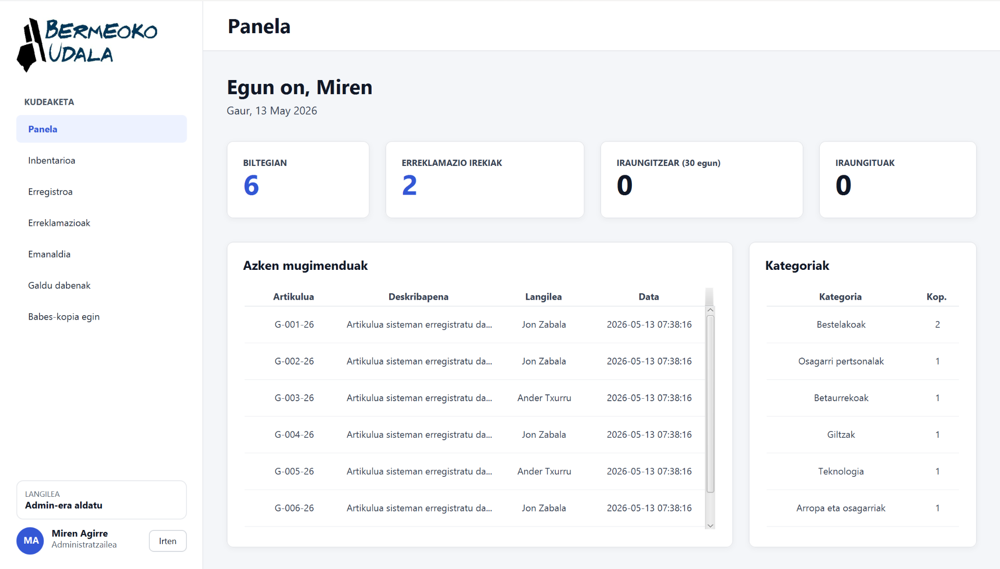 BERMEOKO
UDALA
KUDEAKETA
Panela
Inbentarioa
Erregistroa
Erreklamazioak
Emanaldia
Galdu dabenak
Babes-kopia egin
LANGILEA
Admin-era aldatu
MA
Miren Agirre
Administratzailea
Irten
Panela
Egun on, Miren
Gaur, 13 May 2026
BILTEGIAN
6
ERREKLAMAZIO IREKIAK
2
IRAUNGITZEAR (30 egun)
0
IRAUNGITUAK
0
Azken mugimenduak
Artikulua Deskribapena Langilea Data
G-001-26 Artikulua sisteman erregistratu da... Jon Zabala 2026-05-13 07:38:16
G-002-26 Artikulua sisteman erregistratu da... Jon Zabala 2026-05-13 07:38:16
G-003-26 Artikulua sisteman erregistratu da... Ander Txurru 2026-05-13 07:38:16
G-004-26 Artikulua sisteman erregistratu da... Jon Zabala 2026-05-13 07:38:16
G-005-26 Artikulua sisteman erregistratu da... Ander Txurru 2026-05-13 07:38:16
G-006-26 Artikulua sisteman erregistratu da... Jon Zabala 2026-05-13 07:38:16
Kategoriak
Kategoria Kop.
Bestelakoak 2
Osagarri pertsonalak 1
Betaurrekoak 1
Giltzak 1
Teknologia 1
Arropa eta osagarriak 1